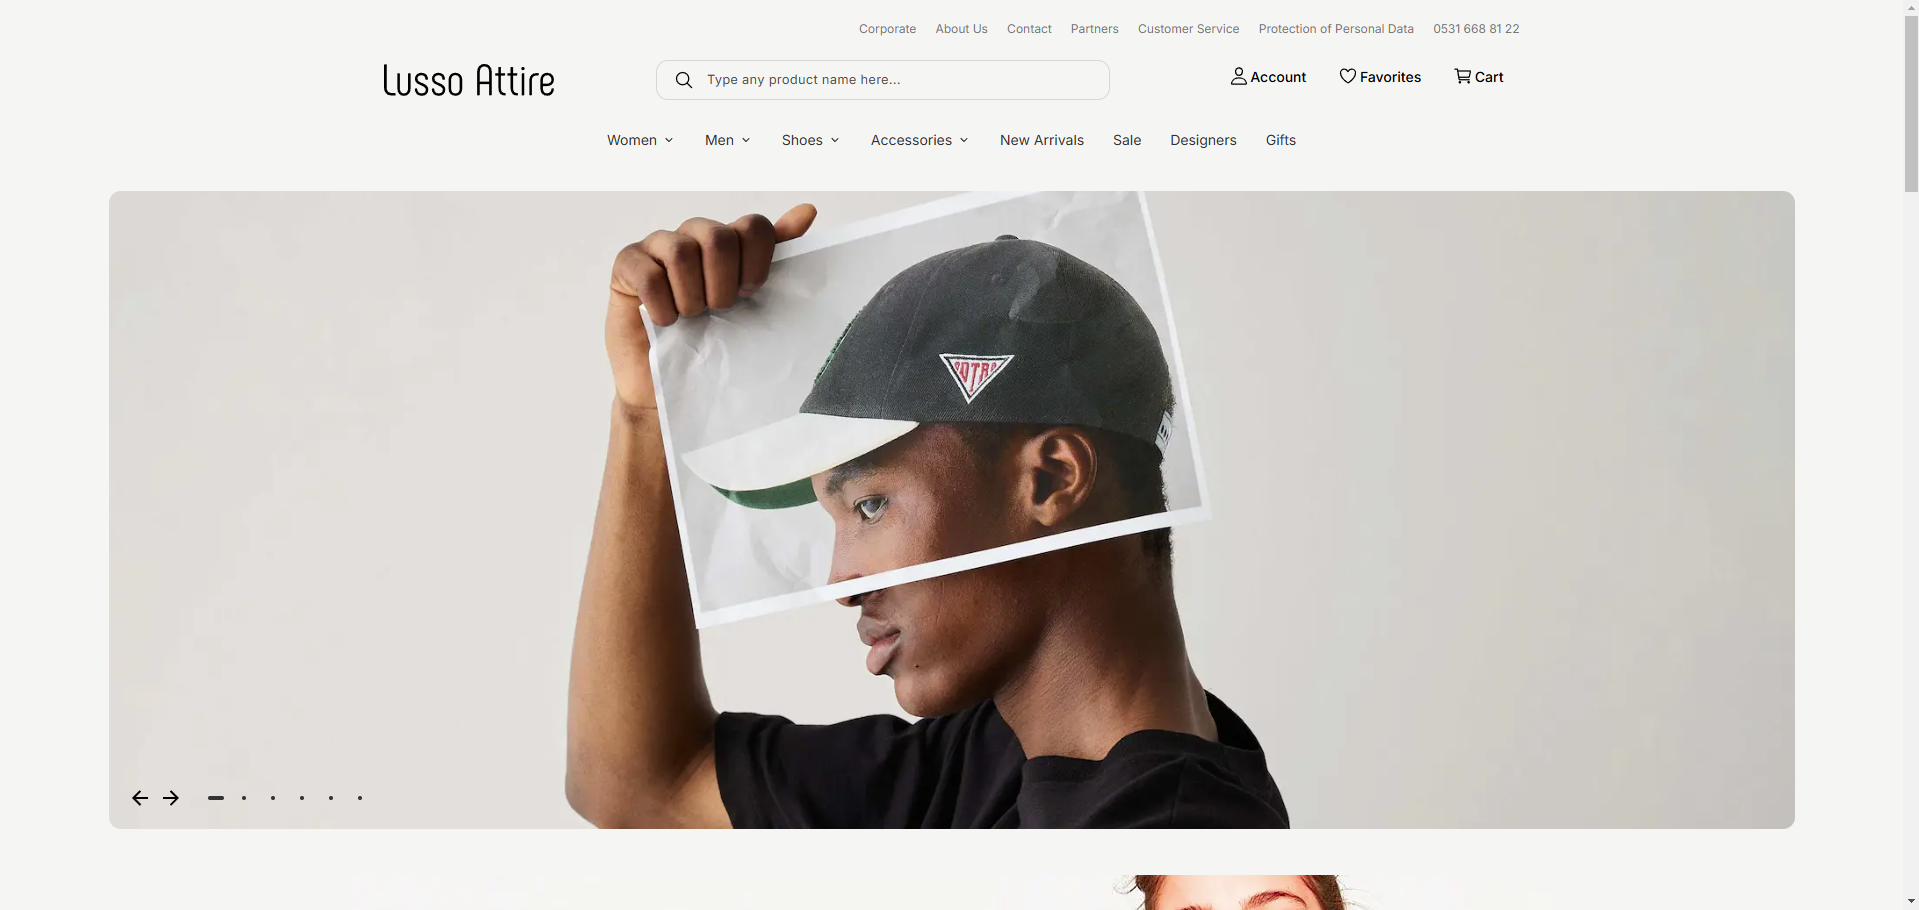 Corporate About Us Contact Partners Customer Service Protection of Personal Data 0531 668 81 22
Lusso Attire
Type any product name here...
Account Favorites Cart
Women Men Shoes Accessories New Arrivals Sale Designers Gifts